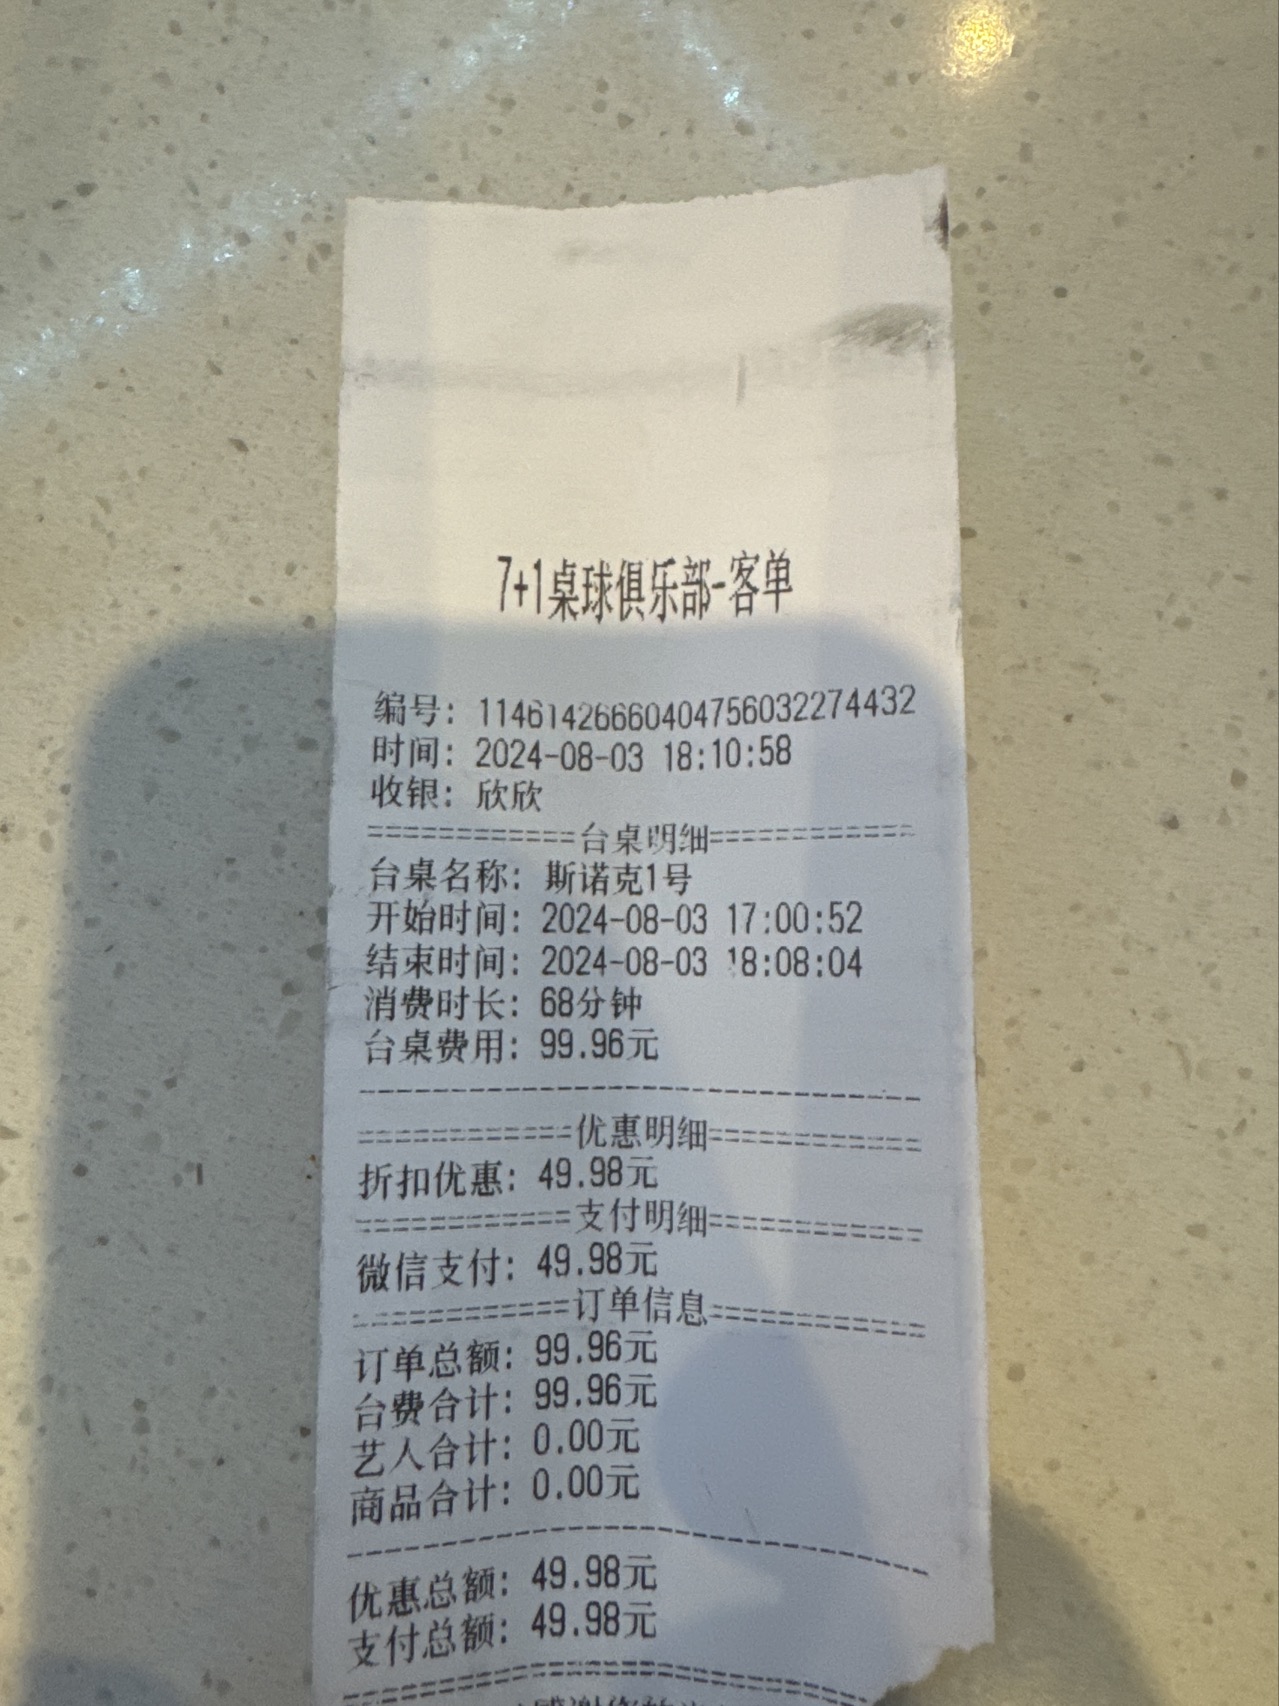 7+1桌球俱乐部-客单
编号: 1146142666040475603227​4432
时间: 2024-08-03 18:10:58
收银: 欣欣
============台桌明细============
台桌名称: 斯诺克1号
开始时间: 2024-08-03 17:00:52
结束时间: 2024-08-03 18:08:04
消费时长: 68分钟
台桌费用: 99.96元
--------------------------------
============优惠明细============
折扣优惠: 49.98元
============支付明细============
微信支付: 49.98元
============订单信息============
订单总额: 99.96元
台费合计: 99.96元
艺人合计: 0.00元
商品合计: 0.00元
--------------------------------
优惠总额: 49.98元
支付总额: 49.98元
================================